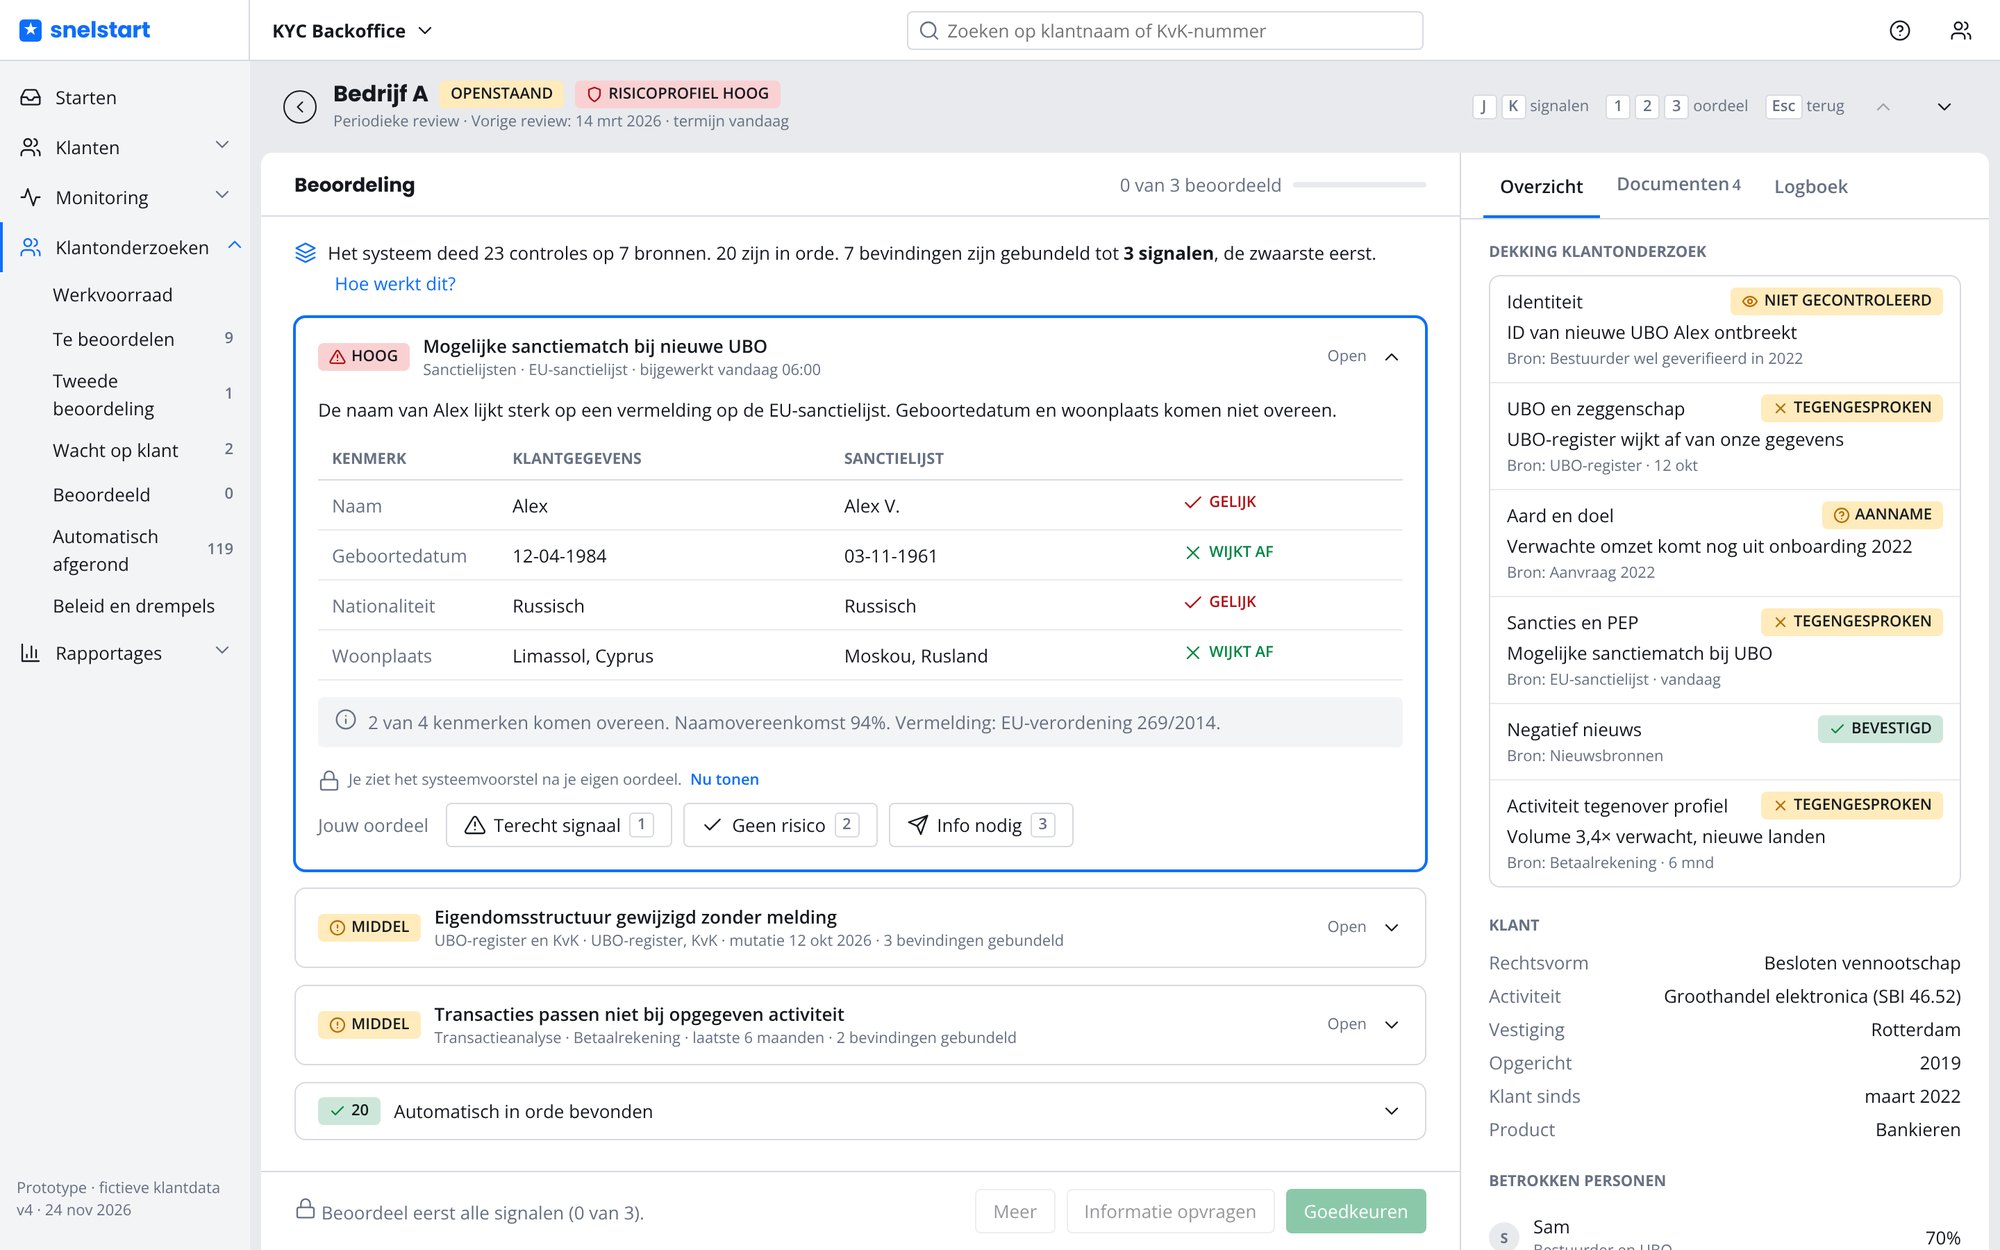 snelstart
KYC Backoffice
Zoeken op klantnaam of KvK-nummer
Starten
Klanten
Monitoring
Klantonderzoeken
Werkvoorraad
Te beoordelen 9
Tweede
beoordeling 1
Wacht op klant 2
Beoordeeld 0
Automatisch
afgerond 119
Beleid en drempels
Rapportages
Prototype · fictieve klantdata
v4 · 24 nov 2026
Bedrijf A OPENSTAAND RISICOPROFIEL HOOG
Periodieke review · Vorige review: 14 mrt 2026 · termijn vandaag
J K signalen 1 2 3 oordeel Esc terug
Beoordeling
0 van 3 beoordeeld
Het systeem deed 23 controles op 7 bronnen. 20 zijn in orde. 7 bevindingen zijn gebundeld tot 3 signalen, de zwaarste eerst.
Hoe werkt dit?
HOOG
Mogelijke sanctiematch bij nieuwe UBO
Sanctielijsten · EU-sanctielijst · bijgewerkt vandaag 06:00
Open
De naam van Alex lijkt sterk op een vermelding op de EU-sanctielijst. Geboortedatum en woonplaats komen niet overeen.
KENMERK KLANTGEGEVENS SANCTIELIJST
Naam Alex Alex V. GELIJK
Geboortedatum 12-04-1984 03-11-1961 WIJKT AF
Nationaliteit Russisch Russisch GELIJK
Woonplaats Limassol, Cyprus Moskou, Rusland WIJKT AF
2 van 4 kenmerken komen overeen. Naamovereenkomst 94%. Vermelding: EU-verordening 269/2014.
Je ziet het systeemvoorstel na je eigen oordeel. Nu tonen
Jouw oordeel Terecht signaal 1 Geen risico 2 Info nodig 3
MIDDEL
Eigendomsstructuur gewijzigd zonder melding
UBO-register en KvK · UBO-register, KvK · mutatie 12 okt 2026 · 3 bevindingen gebundeld
Open
MIDDEL
Transacties passen niet bij opgegeven activiteit
Transactieanalyse · Betaalrekening · laatste 6 maanden · 2 bevindingen gebundeld
Open
20 Automatisch in orde bevonden
Beoordeel eerst alle signalen (0 van 3).
Meer Informatie opvragen Goedkeuren
Overzicht Documenten 4 Logboek
DEKKING KLANTONDERZOEK
Identiteit NIET GECONTROLEERD
ID van nieuwe UBO Alex ontbreekt
Bron: Bestuurder wel geverifieerd in 2022
UBO en zeggenschap TEGENGESPROKEN
UBO-register wijkt af van onze gegevens
Bron: UBO-register · 12 okt
Aard en doel AANNAME
Verwachte omzet komt nog uit onboarding 2022
Bron: Aanvraag 2022
Sancties en PEP TEGENGESPROKEN
Mogelijke sanctiematch bij UBO
Bron: EU-sanctielijst · vandaag
Negatief nieuws BEVESTIGD
Bron: Nieuwsbronnen
Activiteit tegenover profiel TEGENGESPROKEN
Volume 3,4× verwacht, nieuwe landen
Bron: Betaalrekening · 6 mnd
KLANT
Rechtsvorm Besloten vennootschap
Activiteit Groothandel elektronica (SBI 46.52)
Vestiging Rotterdam
Opgericht 2019
Klant sinds maart 2022
Product Bankieren
BETROKKEN PERSONEN
S Sam 70%
Bestuurder en UBO